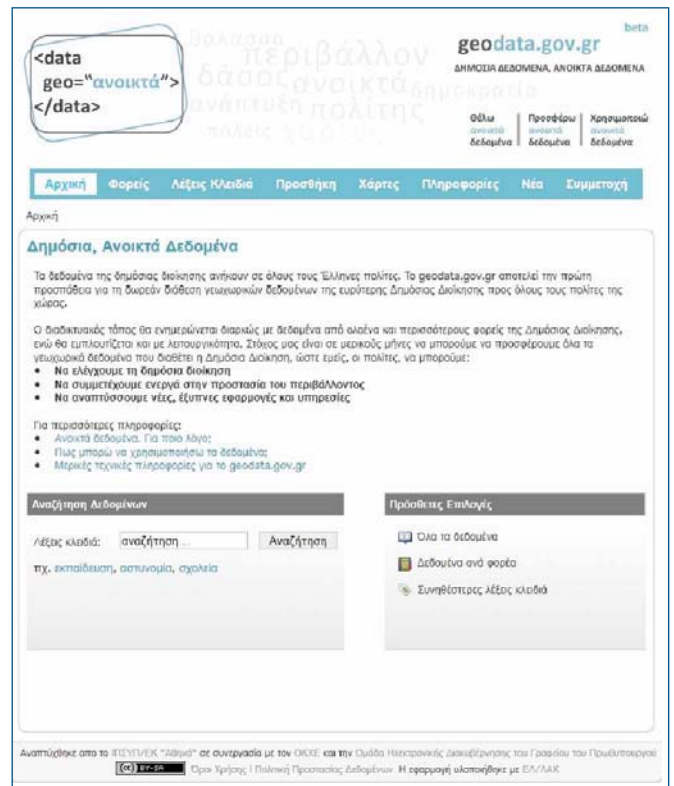 beta
θάλασσα
περιβάλλον
δάσος ανοικτά
δημοκρατία
ανάπτυξη πολίτης
πόλεις
<data
geo="ανοικτά">
</data>
geodata.gov.gr
ΔΗΜΟΣΙΑ ΔΕΔΟΜΕΝΑ, ΑΝΟΙΚΤΑ ΔΕΔΟΜΕΝΑ
Θέλω ανοικτά δεδομένα
Προσφέρω ανοικτά δεδομένα
Χρησιμοποιώ ανοικτά δεδομένα
Αρχική Φορείς Λέξεις Κλειδιά Προσθήκη Χάρτες Πληροφορίες Νέα Συμμετοχή
Αρχική
Δημόσια, Ανοικτά Δεδομένα
Τα δεδομένα της δημόσιας διοίκησης ανήκουν σε όλους τους Έλληνες πολίτες. Το geodata.gov.gr αποτελεί την πρώτη
προσπάθεια για τη δωρεάν διάθεση γεωχωρικών δεδομένων της ευρύτερης Δημόσιας Διοίκησης προς όλους τους πολίτες της
χώρας.
Ο διαδικτυακός τόπος θα ενημερώνεται διαρκώς με δεδομένα από ολοένα και περισσότερους φορείς της Δημόσιας Διοίκησης,
ενώ θα εμπλουτίζεται και με λειτουργικότητα. Στόχος μας είναι σε μερικούς μήνες να μπορούμε να προσφέρουμε όλα τα
γεωχωρικά δεδομένα που διαθέτει η Δημόσια Διοίκηση, ώστε εμείς, οι πολίτες, να μπορούμε:
• Να ελέγχουμε τη δημόσια διοίκηση
• Να συμμετέχουμε ενεργά στην προστασία του περιβάλλοντος
• Να αναπτύσσουμε νέες, έξυπνες εφαρμογές και υπηρεσίες
Για περισσότερες πληροφορίες:
• Ανοικτά δεδομένα. Για ποιο λόγο;
• Πως μπορώ να χρησιμοποιήσω τα δεδομένα;
• Μερικές τεχνικές πληροφορίες για το geodata.gov.gr
Αναζήτηση Δεδομένων
Λέξεις κλειδιά: αναζήτηση ... Αναζήτηση
πχ. εκπαίδευση, αστυνομία, σχολεία
Πρόσθετες Επιλογές
Όλα τα δεδομένα
Δεδομένα ανά φορέα
Συνηθέστερες λέξεις κλειδιά
Αναπτύχθηκε απο το ΙΠΣΥΠ/ΕΚ "Αθηνά" σε συνεργασία με τον ΟΚΧΕ και την Ομάδα Ηλεκτρονικής Διακυβέρνησης του Γραφείου του Πρωθυπουργού
(cc) BY-SA Όροι Χρήσης | Πολιτική Προστασίας Δεδομένων Η εφαρμογή υλοποιήθηκε με ΕΛ/ΛΑΚ